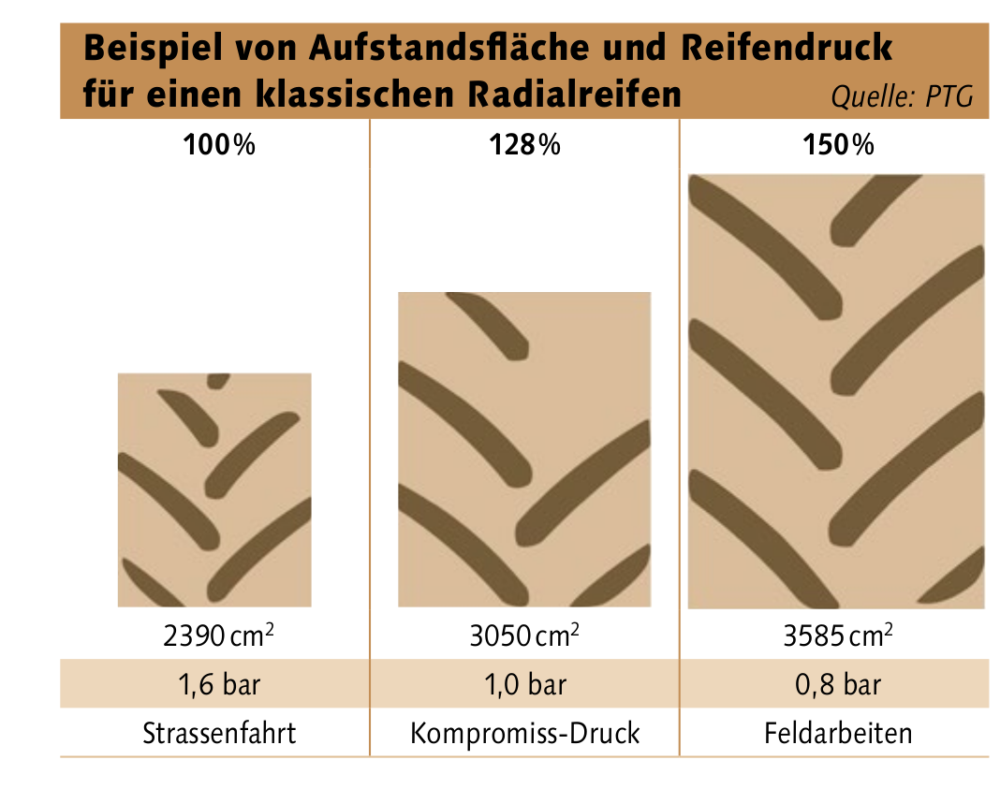 Beispiel von Aufstandsfläche und Reifendruck
für einen klassischen Radialreifen Quelle: PTG
100% 128% 150%
2390 cm² 3050 cm² 3585 cm²
1,6 bar 1,0 bar 0,8 bar
Strassenfahrt Kompromiss-Druck Feldarbeiten